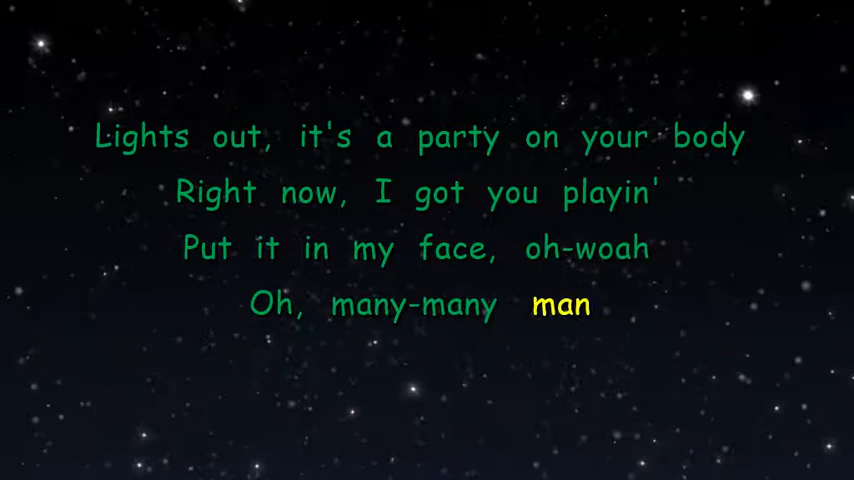 Lights out, it's a party on your body
Right now, I got you playin'
Put it in my face, oh-woah
Oh, many-many man